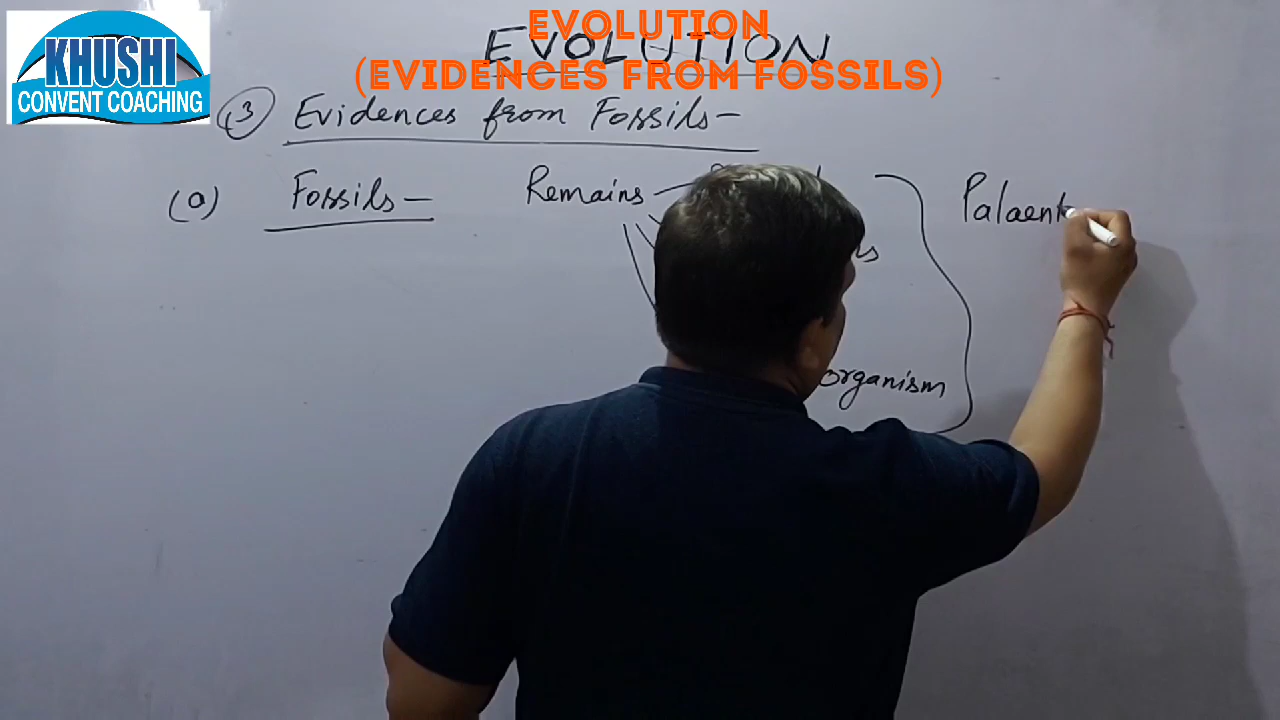 EVOLUTION
(EVIDENCES FROM FOSSILS)
KHUSHI
CONVENT COACHING
EVOLUTION
3 Evidences from Fossils-
(a) Fossils- Remains
organism
Palaent